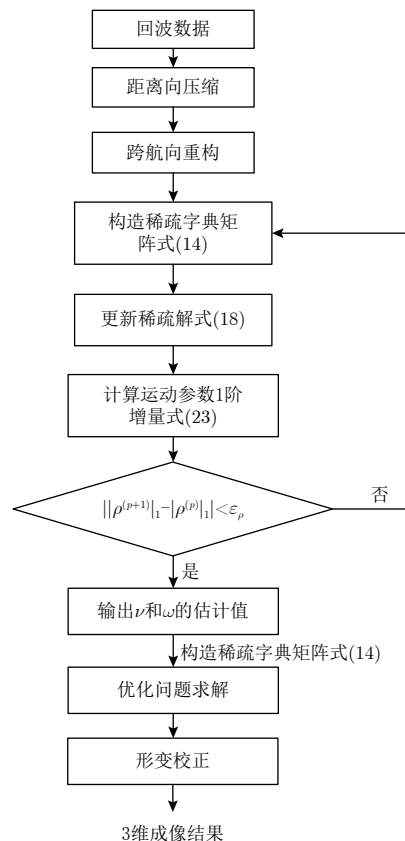 回波数据
距离向压缩
跨航向重构
构造稀疏字典矩
阵式(14)
更新稀疏解式(18)
计算运动参数1阶
增量式(23)
||ρ^(p+1)|₁−|ρ^(p)|₁|<ε_ρ
否
是
输出ν和ω的估计值
构造稀疏字典矩阵式(14)
优化问题求解
形变校正
3维成像结果